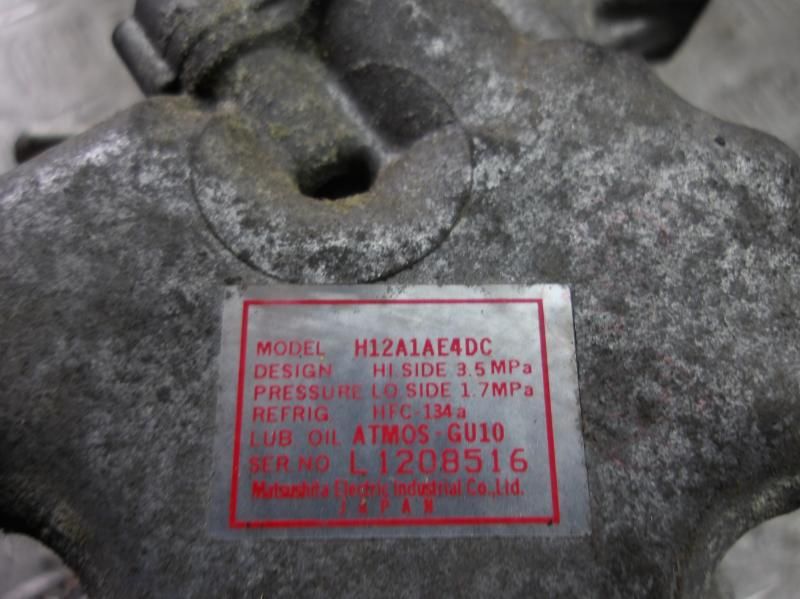 MODEL H12A1AE4DC
DESIGN HI.SIDE 3.5MPa
PRESSURE LO.SIDE 1.7MPa
REFRIG. HFC-134a
LUB. OIL ATMOS-GU10
SER.NO. L1208516
Matsushita Electric Industrial Co.,Ltd.
JAPAN